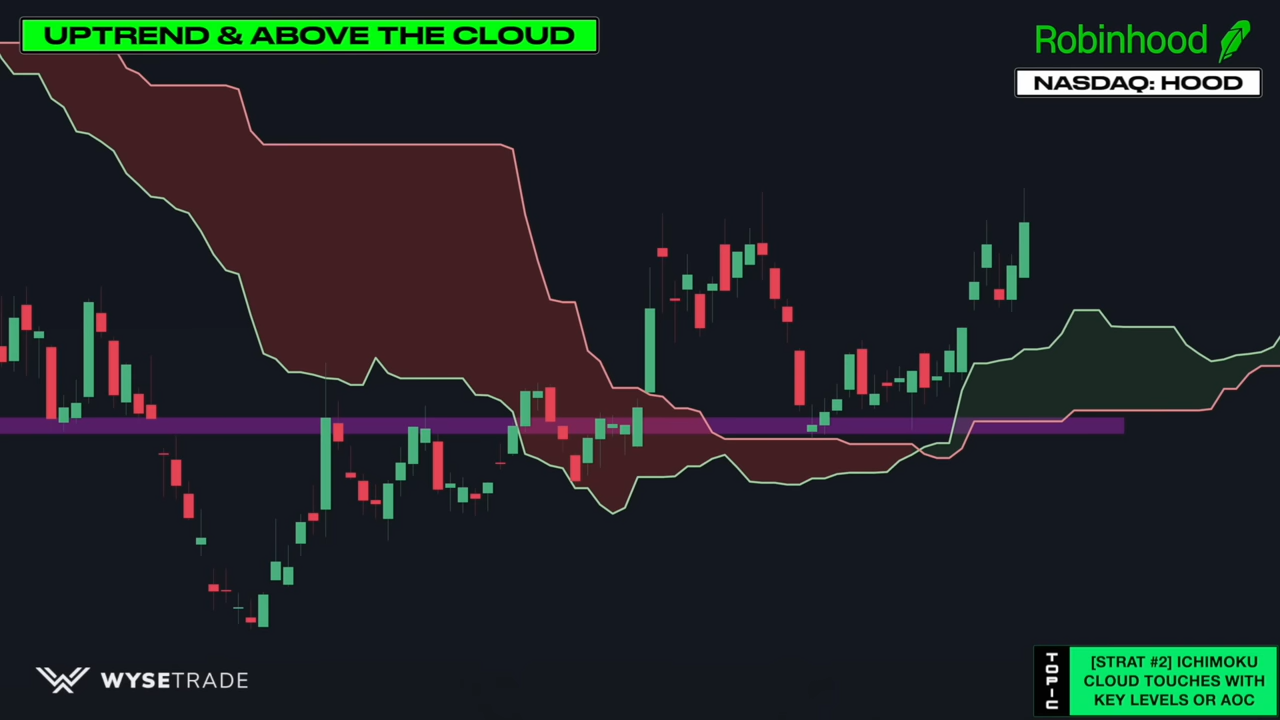 UPTREND & ABOVE THE CLOUD
Robinhood
NASDAQ: HOOD
WYSETRADE
TOPIC
[STRAT #2] ICHIMOKU
CLOUD TOUCHES WITH
KEY LEVELS OR AOC